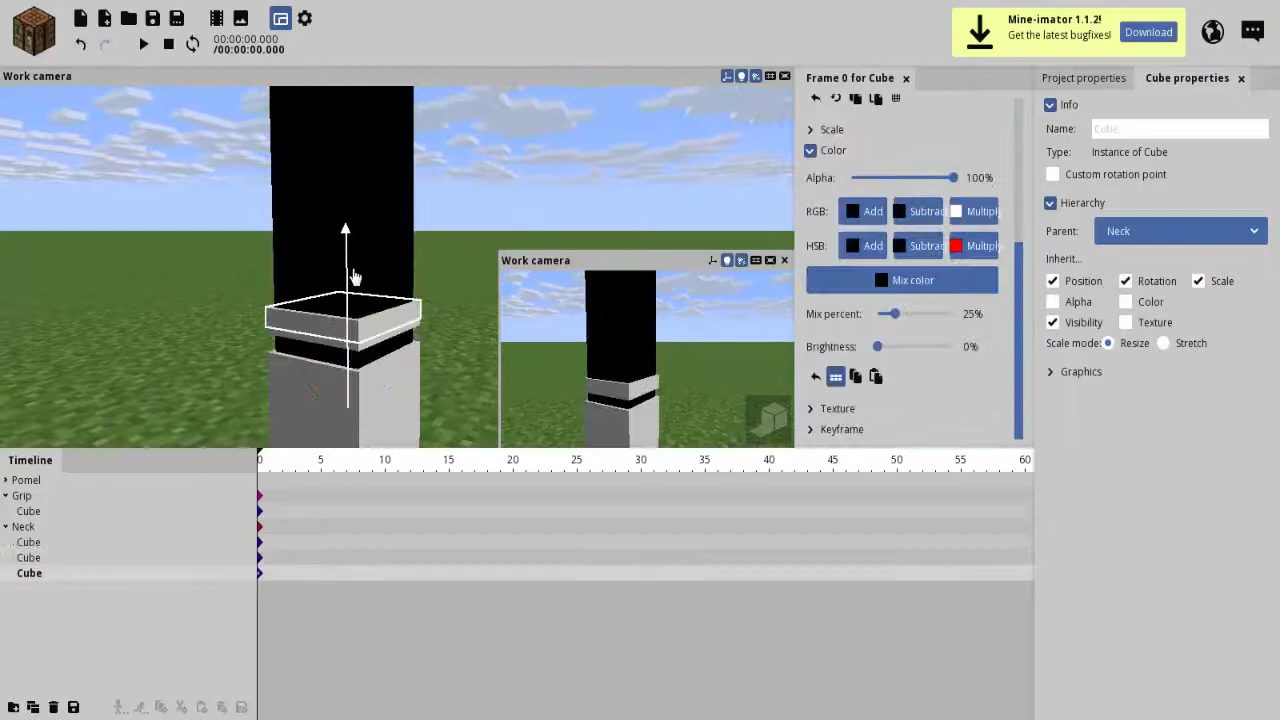 00:00:00.000
/00:00:00.000
Mine-imator 1.1.2!
Get the latest bugfixes!
Download
Work camera
Work camera
Frame 0 for Cube
Scale
Color
Alpha: 100%
RGB: Add Subtrac Multiply
HSB: Add Subtrac Multiply
Mix color
Mix percent: 25%
Brightness: 0%
Texture
Keyframe
Project properties
Cube properties
Info
Name: Cube
Type: Instance of Cube
Custom rotation point
Hierarchy
Parent: Neck
Inherit...
Position Rotation Scale
Alpha Color
Visibility Texture
Scale mode: Resize Stretch
Graphics
Timeline
0 5 10 15 20 25 30 35 40 45 50 55 60
Pomel
Grip
Cube
Neck
Cube
Cube
Cube